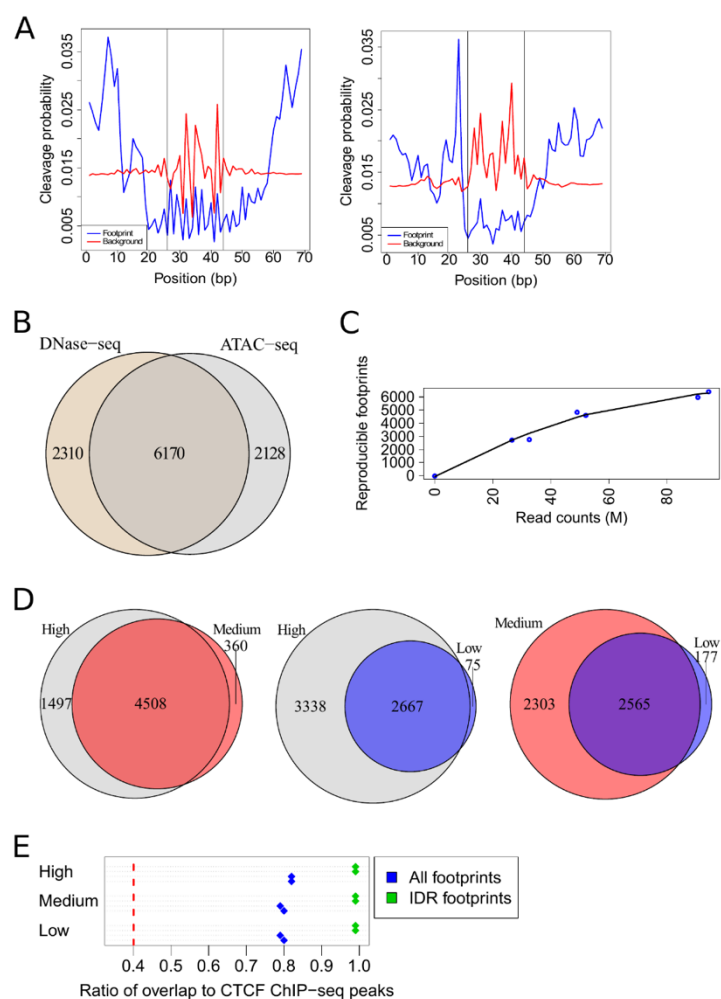 A
Cleavage probability
0.005 0.015 0.025 0.035
Footprint
Background
0 10 20 30 40 50 60 70
Position (bp)
Cleavage probability
0.005 0.015 0.025 0.035
Footprint
Background
0 10 20 30 40 50 60 70
Position (bp)
B
DNase−seq
ATAC−seq
2310
6170
2128
C
Reproducible footprints
6000
5000
4000
3000
2000
1000
0
0 20 40 60 80
Read counts (M)
D
High
Medium
360
1497
4508
High
Low
75
3338
2667
Medium
Low
177
2303
2565
E
High
Medium
Low
0.4 0.5 0.6 0.7 0.8 0.9 1.0
Ratio of overlap to CTCF ChIP−seq peaks
All footprints
IDR footprints